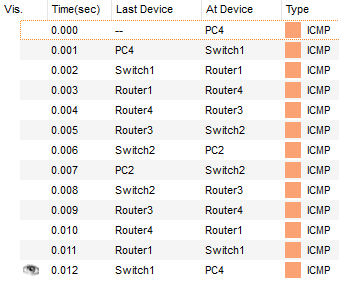 Vis. Time(sec) Last Device At Device Type
0.000 -- PC4 ICMP
0.001 PC4 Switch1 ICMP
0.002 Switch1 Router1 ICMP
0.003 Router1 Router4 ICMP
0.004 Router4 Router3 ICMP
0.005 Router3 Switch2 ICMP
0.006 Switch2 PC2 ICMP
0.007 PC2 Switch2 ICMP
0.008 Switch2 Router3 ICMP
0.009 Router3 Router4 ICMP
0.010 Router4 Router1 ICMP
0.011 Router1 Switch1 ICMP
0.012 Switch1 PC4 ICMP